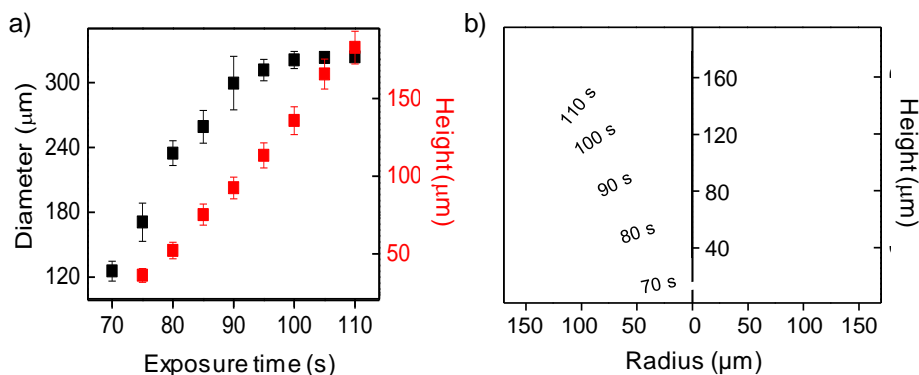 a)
Diameter (μm)
300
240
180
120
150
100
50
Height (μm)
70 80 90 100 110
Exposure time (s)
b)
110 s
100 s
90 s
80 s
70 s
160
120
80
40
Height (μm)
150 100 50 0 50 100 150
Radius (μm)